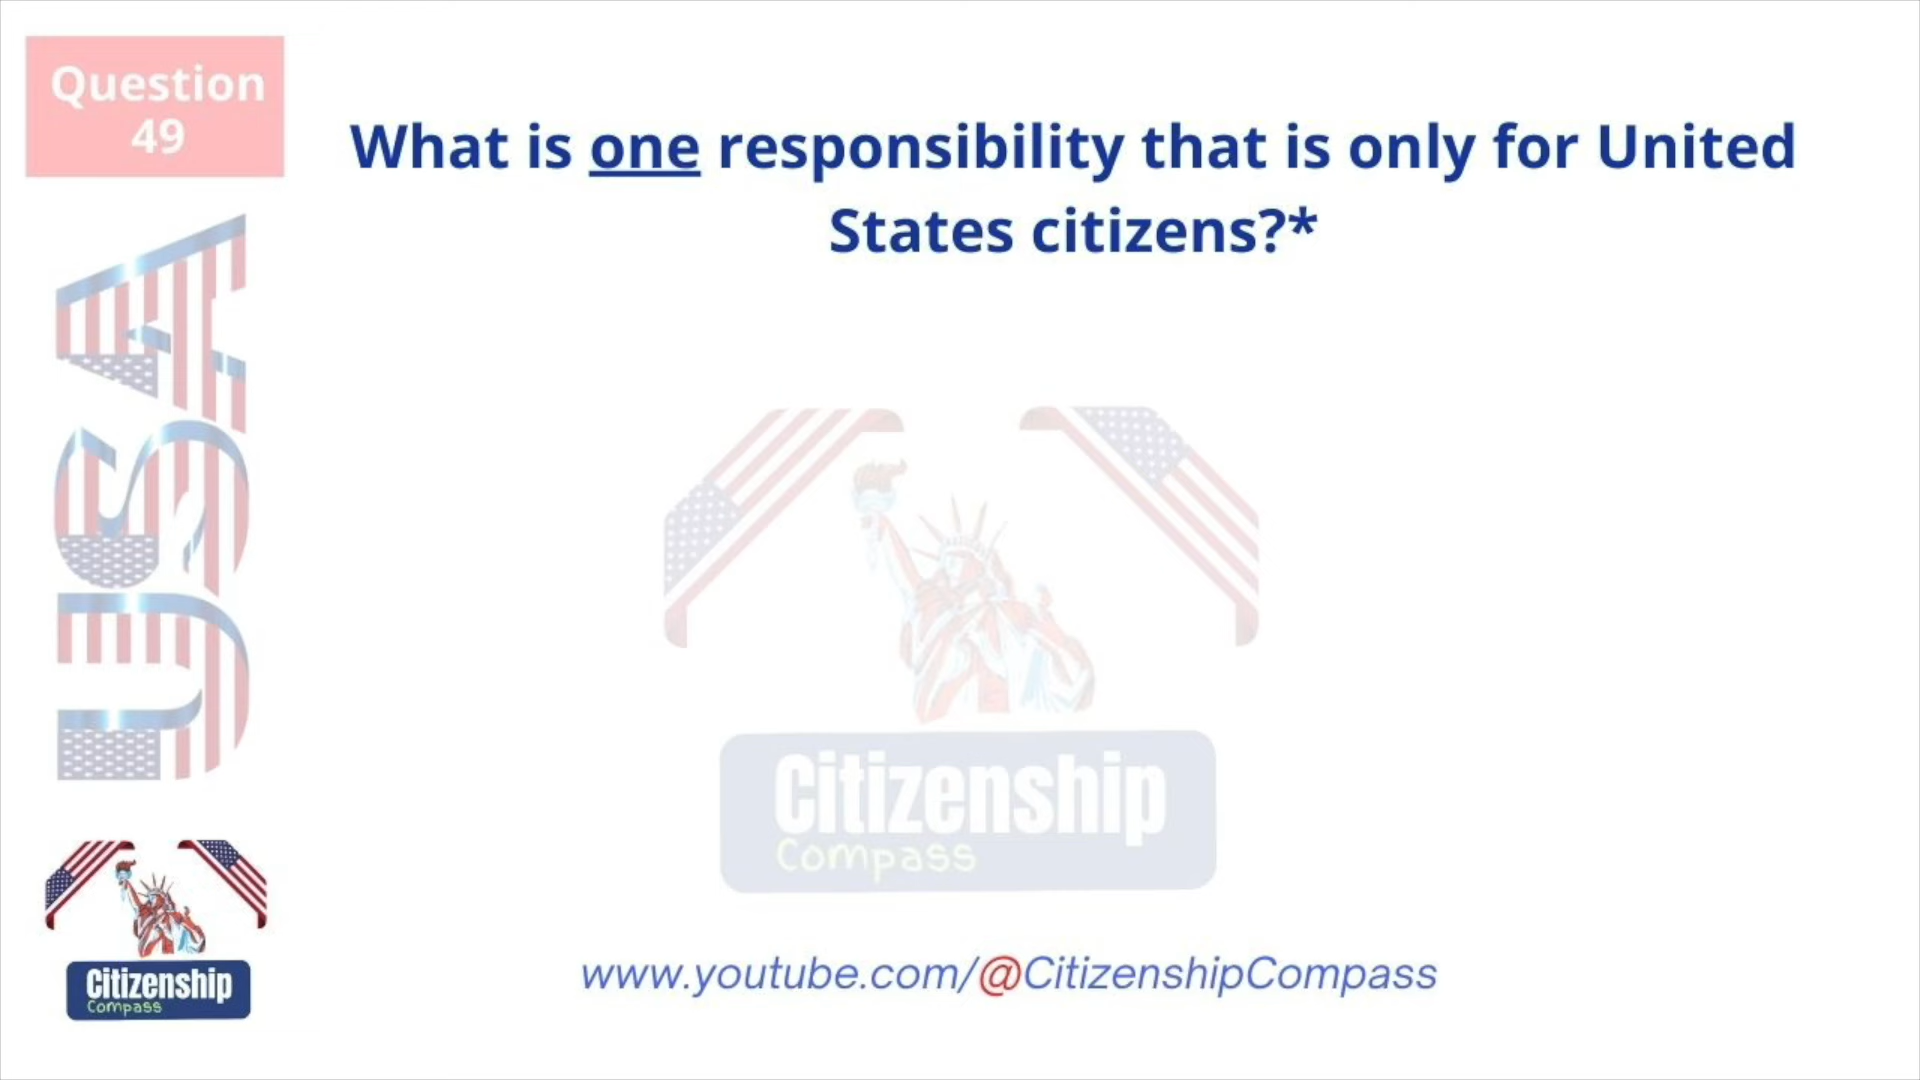 Question
49
What is one responsibility that is only for United
States citizens?*
USA
Citizenship
Compass
Citizenship
Compass
www.youtube.com/@CitizenshipCompass